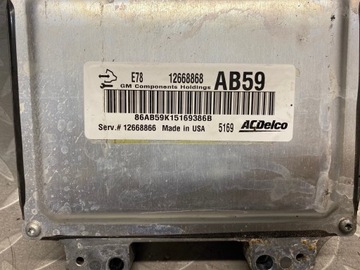 E78 12668868 AB59
GM Components Holdings
86AB59K15169386B
Serv.# 12668866 Made in USA 5169 ACDelco